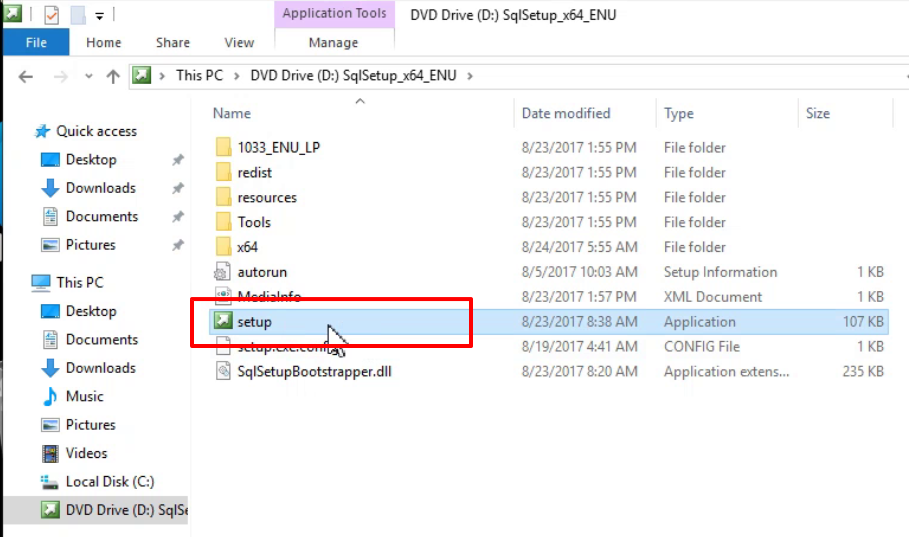 Application Tools DVD Drive (D:) SqlSetup_x64_ENU
File Home Share View Manage
This PC DVD Drive (D:) SqlSetup_x64_ENU
Name Date modified Type Size
Quick access
Desktop
Downloads
Documents
Pictures
This PC
Desktop
Documents
Downloads
Music
Pictures
Videos
Local Disk (C:)
DVD Drive (D:) SqlSe
1033_ENU_LP 8/23/2017 1:55 PM File folder
redist 8/23/2017 1:55 PM File folder
resources 8/23/2017 1:55 PM File folder
Tools 8/23/2017 1:55 PM File folder
x64 8/24/2017 5:55 AM File folder
autorun 8/5/2017 10:03 AM Setup Information 1 KB
MediaInfo 8/23/2017 1:57 PM XML Document 1 KB
setup 8/23/2017 8:38 AM Application 107 KB
setup.exe.config 8/19/2017 4:41 AM CONFIG File 1 KB
SqlSetupBootstrapper.dll 8/23/2017 8:20 AM Application extens... 235 KB